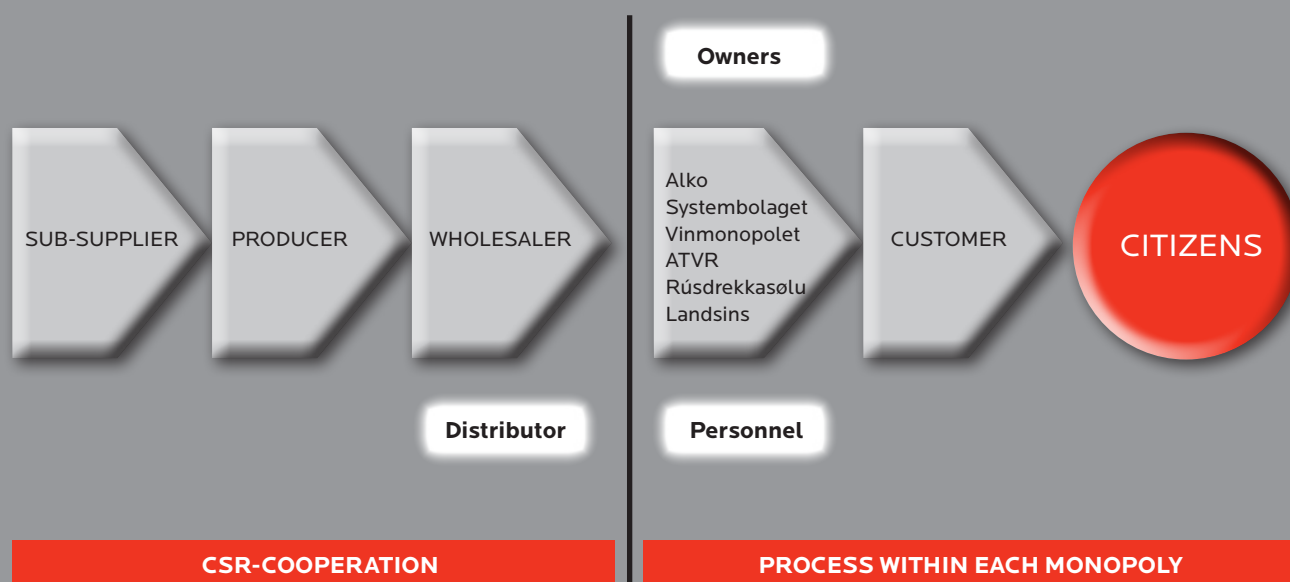 Owners
SUB-SUPPLIER
PRODUCER
WHOLESALER
Alko
Systembolaget
Vinmonopolet
ATVR
Rúsdrekkasølu
Landsins
CUSTOMER
CITIZENS
Distributor
Personnel
CSR-COOPERATION
PROCESS WITHIN EACH MONOPOLY